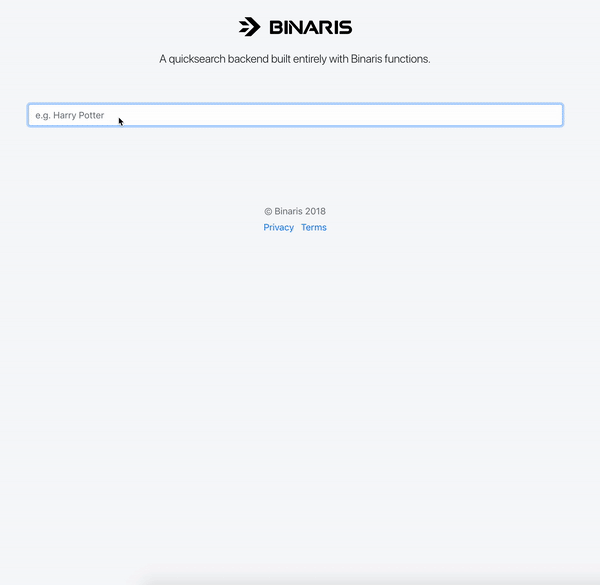 BINARIS
A quicksearch backend built entirely with Binaris functions.
e.g. Harry Potter
© Binaris 2018
Privacy Terms